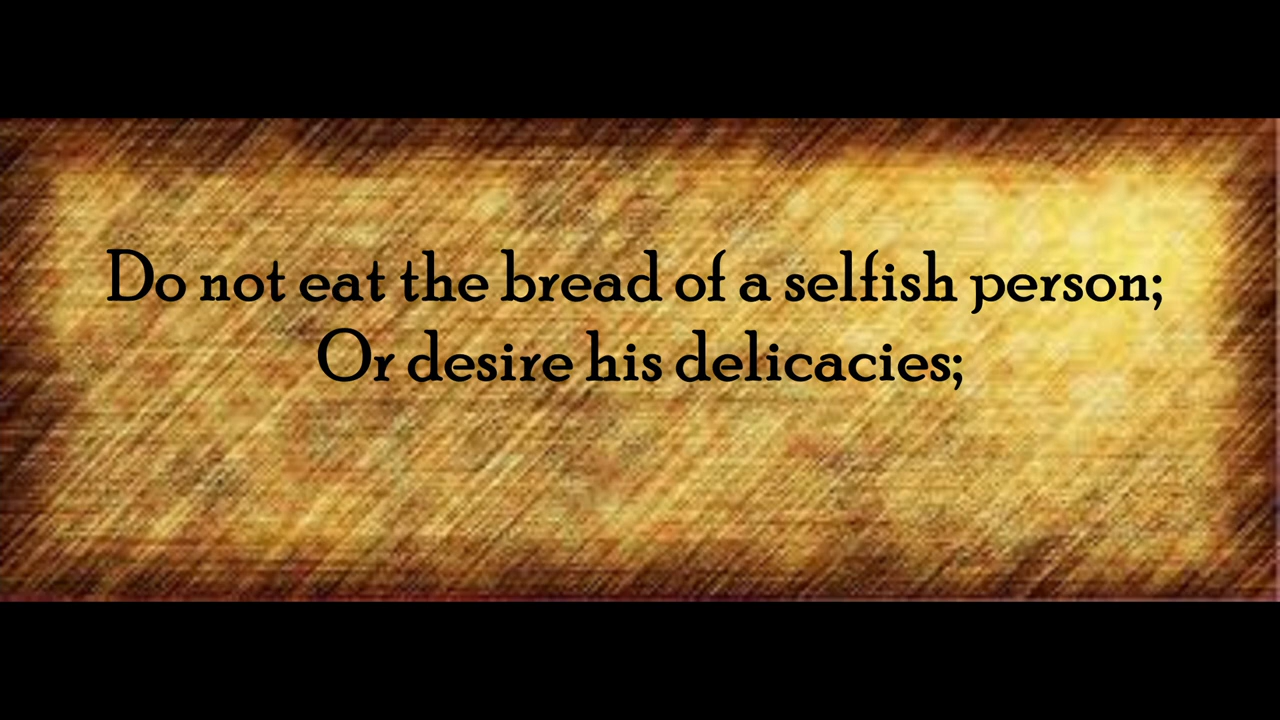 Do not eat the bread of a selfish person;
Or desire his delicacies;